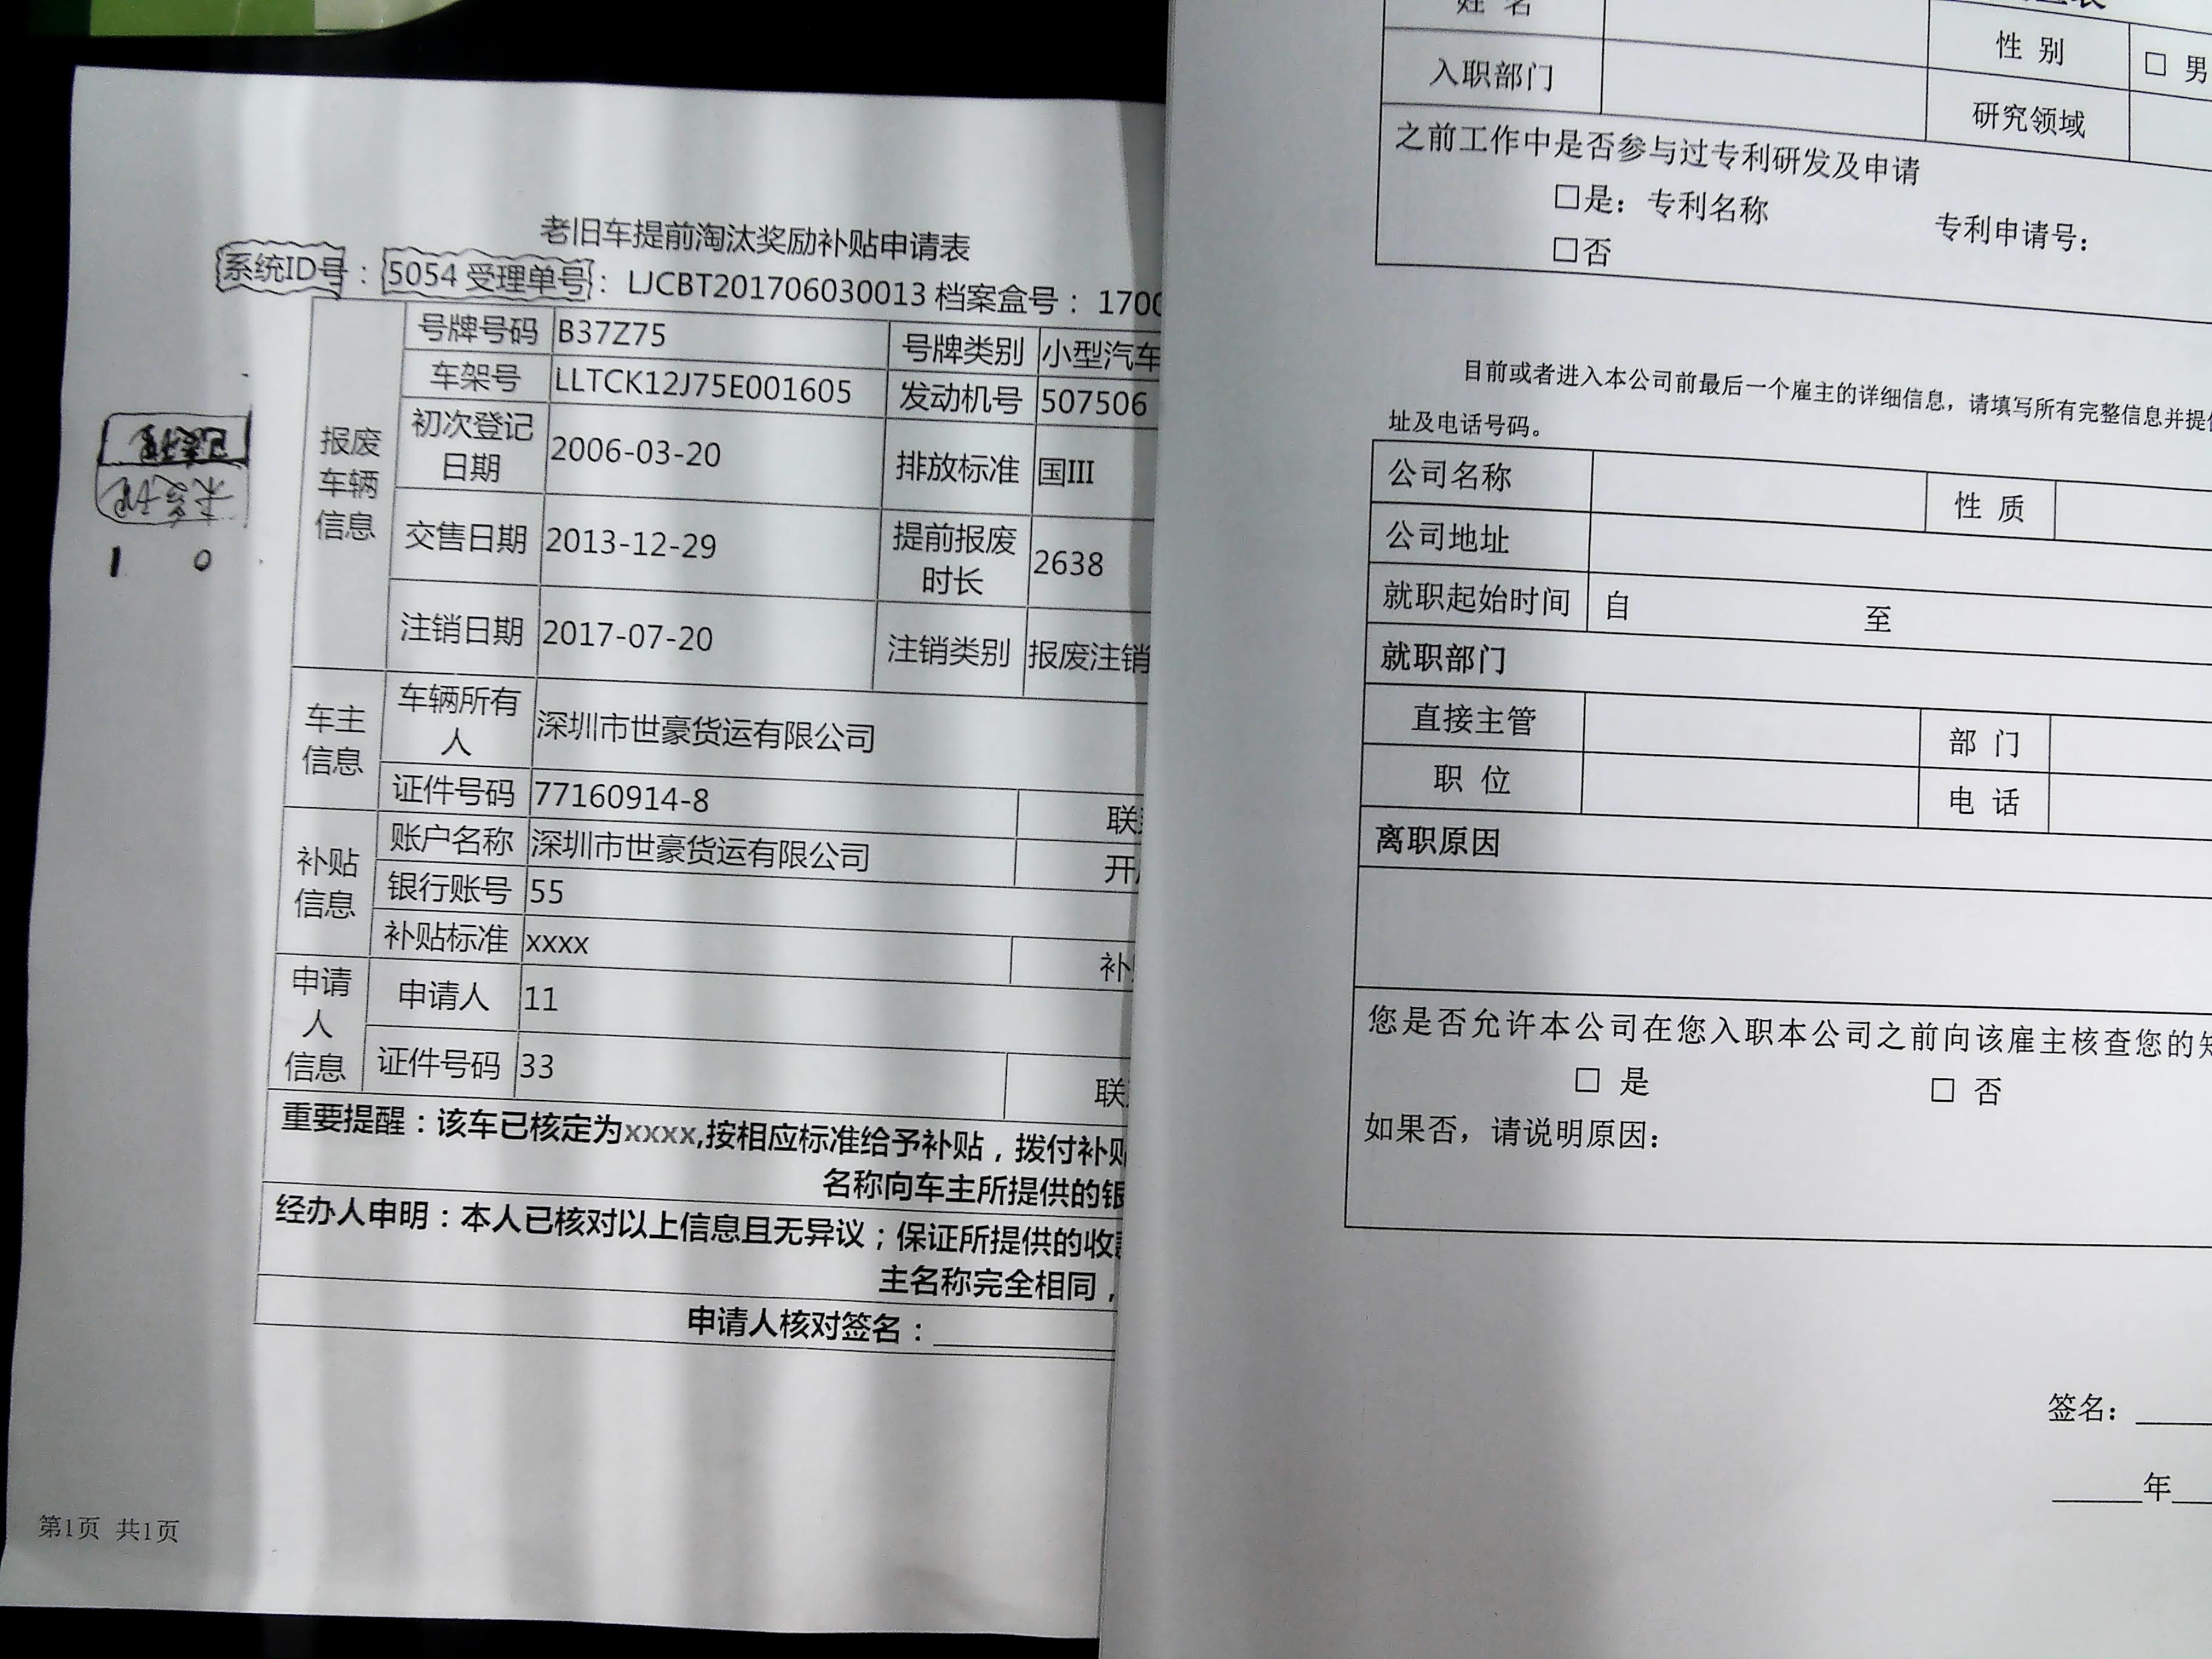 老旧车提前淘汰奖励补贴申请表
系统ID号：5054 受理单号：LJCBT201706030013 档案盒号：1700
报废车辆信息
号牌号码 B37Z75 号牌类别 小型汽车
车架号 LLTCK12J75E001605 发动机号 507506
初次登记日期 2006-03-20 排放标准 国III
交售日期 2013-12-29 提前报废时长 2638
注销日期 2017-07-20 注销类别 报废注销
车主信息
车辆所有人 深圳市世豪货运有限公司
证件号码 77160914-8 联
补贴信息
账户名称 深圳市世豪货运有限公司 开
银行账号 55
补贴标准 xxxx 补
申请人信息
申请人 11
证件号码 33 联
重要提醒：该车已核定为xxxx,按相应标准给予补贴，拨付补贴
名称向车主所提供的银
经办人申明：本人已核对以上信息且无异议；保证所提供的收
主名称完全相同，
申请人核对签名：
已受理
未受理
1 0
第1页 共1页
姓 名
性 别 □ 男
入职部门 研究领域
之前工作中是否参与过专利研发及申请
□是：专利名称 专利申请号：
□否
目前或者进入本公司前最后一个雇主的详细信息，请填写所有完整信息并提
址及电话号码。
公司名称 性 质
公司地址
就职起始时间 自 至
就职部门
直接主管 部 门
职 位 电 话
离职原因
您是否允许本公司在您入职本公司之前向该雇主核查您的
□ 是 □ 否
如果否，请说明原因：
签名：
年